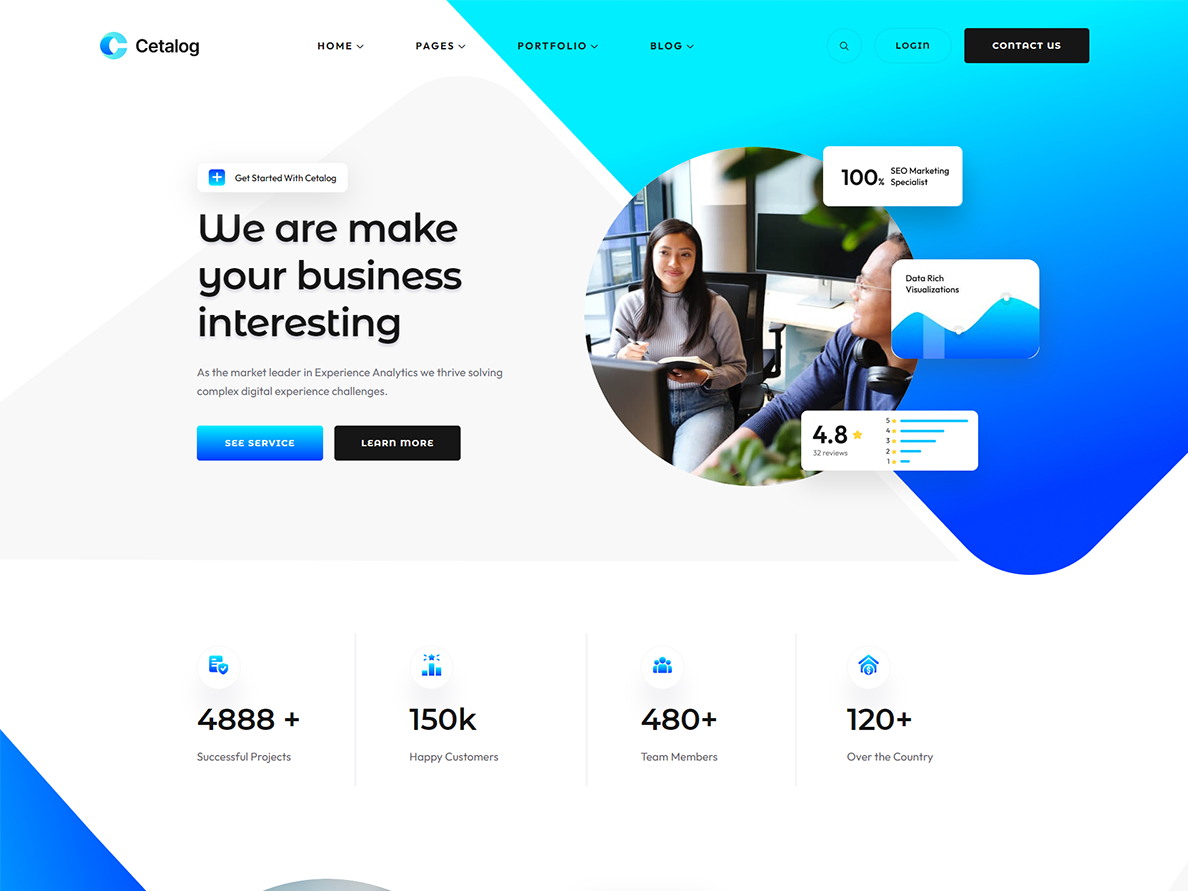 Cetalog
HOME
PAGES
PORTFOLIO
BLOG
LOGIN
CONTACT US
Get Started With Cetalog
We are make
your business
interesting
As the market leader in Experience Analytics we thrive solving
complex digital experience challenges.
SEE SERVICE
LEARN MORE
100%
SEO Marketing
Specialist
Data Rich
Visualizations
4.8
32 reviews
5
4
3
2
1
4888 +
Successful Projects
150k
Happy Customers
480+
Team Members
120+
Over the Country